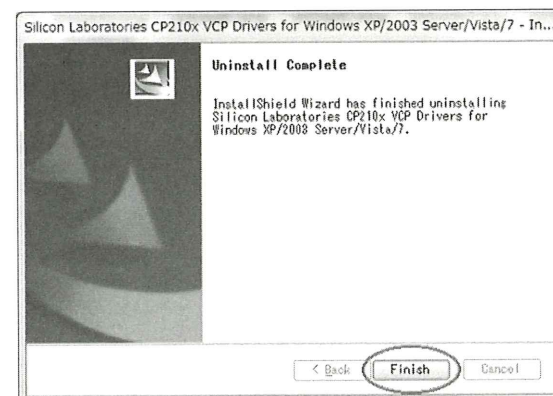 Silicon Laboratories CP210x VCP Drivers for Windows XP/2003 Server/Vista/7 - In...
Uninstall Complete
InstallShield Wizard has finished uninstalling
Silicon Laboratories CP210x VCP Drivers for
Windows XP/2003 Server/Vista/7.
< Back Finish Cancel